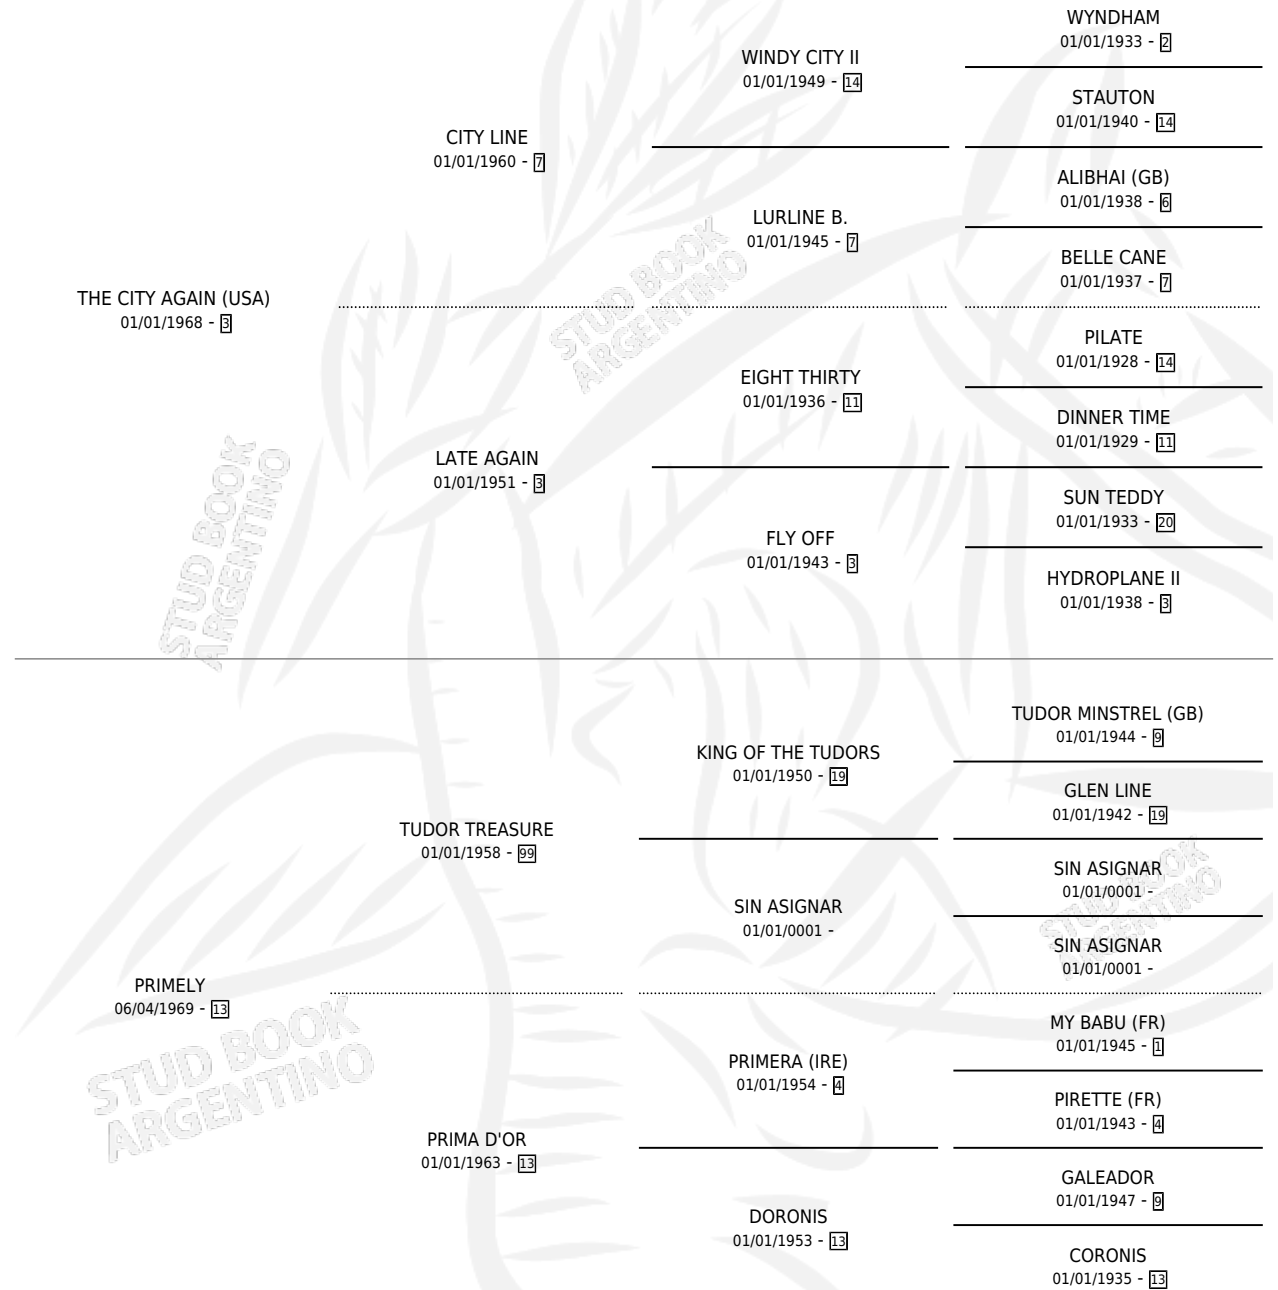 WYNDHAM
01/01/1933 - 2
WINDY CITY II
01/01/1949 - 14
STAUTON
01/01/1940 - 14
CITY LINE
01/01/1960 - 7
ALIBHAI (GB)
01/01/1938 - 6
LURLINE B.
01/01/1945 - 7
BELLE CANE
01/01/1937 - 7
THE CITY AGAIN (USA)
01/01/1968 - 3
STUD BOOK
ARGENTINO
PILATE
01/01/1928 - 14
EIGHT THIRTY
01/01/1936 - 11
DINNER TIME
01/01/1929 - 11
LATE AGAIN
01/01/1951 - 3
SUN TEDDY
01/01/1933 - 20
FLY OFF
01/01/1943 - 3
HYDROPLANE II
01/01/1938 - 3
STUD BOOK
ARGENTINO
TUDOR MINSTREL (GB)
01/01/1944 - 9
KING OF THE TUDORS
01/01/1950 - 19
GLEN LINE
01/01/1942 - 19
TUDOR TREASURE
01/01/1958 - 99
SIN ASIGNAR
01/01/0001 -
SIN ASIGNAR
01/01/0001 -
SIN ASIGNAR
01/01/0001 -
STUD BOOK
ARGENTINO
PRIMELY
06/04/1969 - 13
MY BABU (FR)
01/01/1945 - 1
PRIMERA (IRE)
01/01/1954 - 4
PIRETTE (FR)
01/01/1943 - 4
STUD BOOK
ARGENTINO
PRIMA D'OR
01/01/1963 - 13
GALEADOR
01/01/1947 - 9
DORONIS
01/01/1953 - 13
CORONIS
01/01/1935 - 13